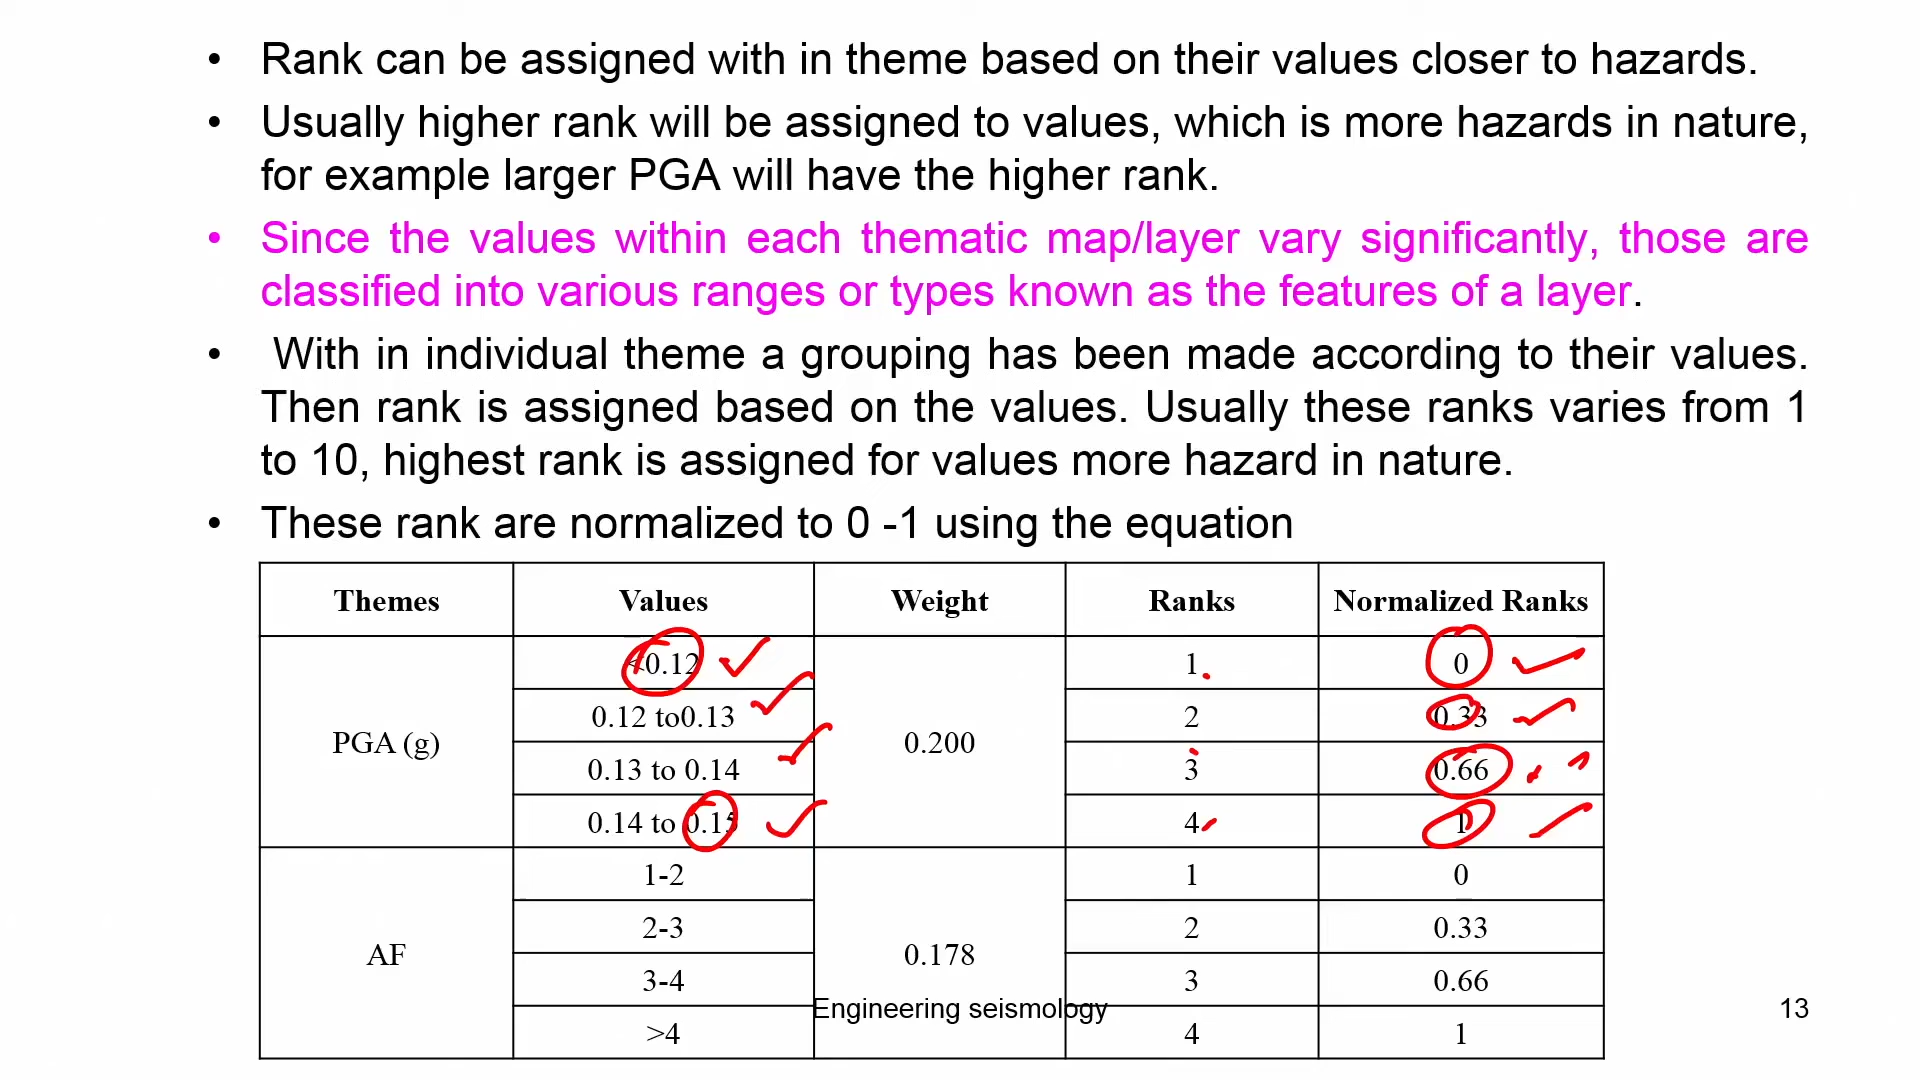 • Rank can be assigned with in theme based on their values closer to hazards.
• Usually higher rank will be assigned to values, which is more hazards in nature,
for example larger PGA will have the higher rank.
• Since the values within each thematic map/layer vary significantly, those are
classified into various ranges or types known as the features of a layer.
• With in individual theme a grouping has been made according to their values.
Then rank is assigned based on the values. Usually these ranks varies from 1
to 10, highest rank is assigned for values more hazard in nature.
• These rank are normalized to 0 -1 using the equation
Themes Values Weight Ranks Normalized Ranks
PGA (g) 0.200
<0.12 1 0
0.12 to0.13 2 0.33
0.13 to 0.14 3 0.66
0.14 to 0.15 4 1
AF 0.178
1-2 1 0
2-3 2 0.33
3-4 3 0.66
>4 4 1
Engineering seismology 13